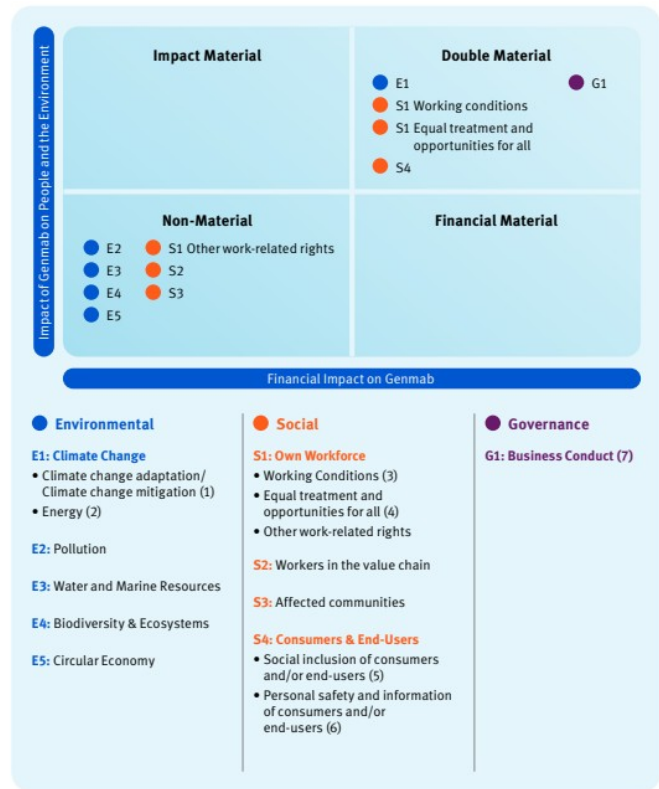 Impact of Genmab on People and the Environment
Impact Material
Double Material
E1
G1
S1 Working conditions
S1 Equal treatment and
opportunities for all
S4
Non-Material
E2
S1 Other work-related rights
E3
S2
E4
S3
E5
Financial Material
Financial Impact on Genmab
Environmental
E1: Climate Change
• Climate change adaptation/
Climate change mitigation (1)
• Energy (2)
E2: Pollution
E3: Water and Marine Resources
E4: Biodiversity & Ecosystems
E5: Circular Economy
Social
S1: Own Workforce
• Working Conditions (3)
• Equal treatment and
opportunities for all (4)
• Other work-related rights
S2: Workers in the value chain
S3: Affected communities
S4: Consumers & End-Users
• Social inclusion of consumers
and/or end-users (5)
• Personal safety and information
of consumers and/or
end-users (6)
Governance
G1: Business Conduct (7)